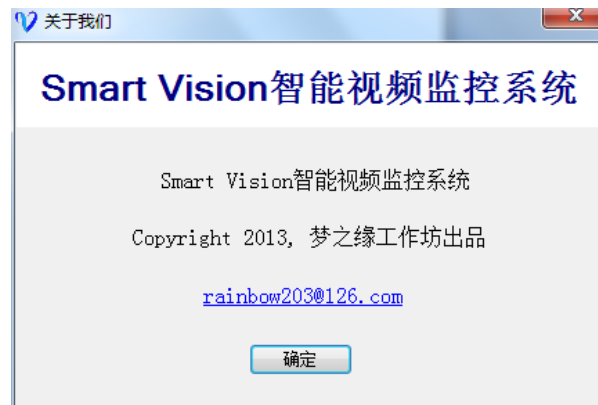 关于我们
Smart Vision智能视频监控系统
Smart Vision智能视频监控系统
Copyright 2013, 梦之缘工作坊出品
rainbow203@126.com
确定